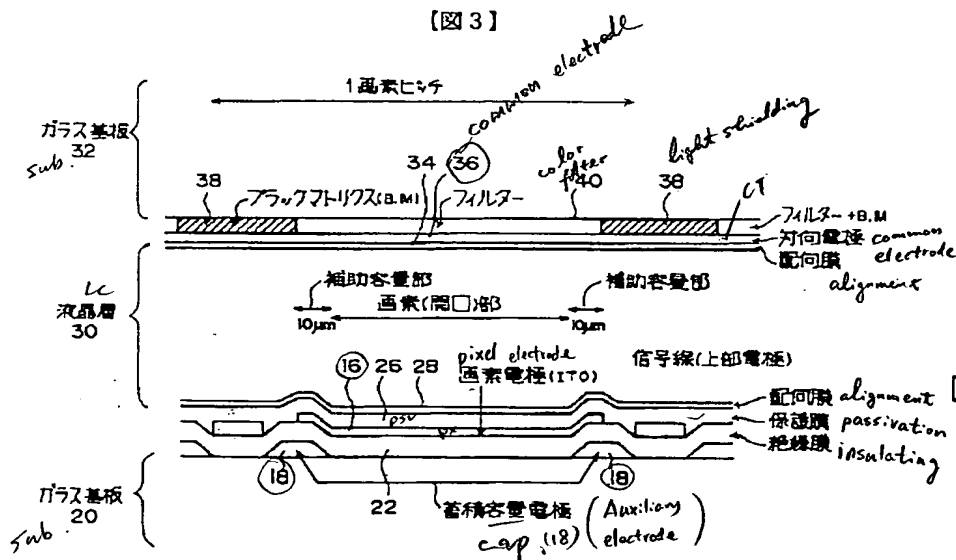 【図3】
common electrode
1画素ピッチ
ガラス基板
sub. 32
light shielding
color filter
38 34 36 40 38
CT
ブラックマトリクス(B.M) フィルター
フィルター+B.M
対向電極 common electrode
配向膜 alignment
LC
液晶層
30
補助容量部 補助容量部
画素(開口)部
10μm 10μm
pixel electrode
信号線(上部電極)
16 26 28 画素電極(ITO)
配向膜 alignment
psv
保護膜 passivation
px
絶縁膜 insulating
18 22 18
ガラス基板
sub. 20
蓄積容量電極 (Auxiliary electrode)
cap. (18)